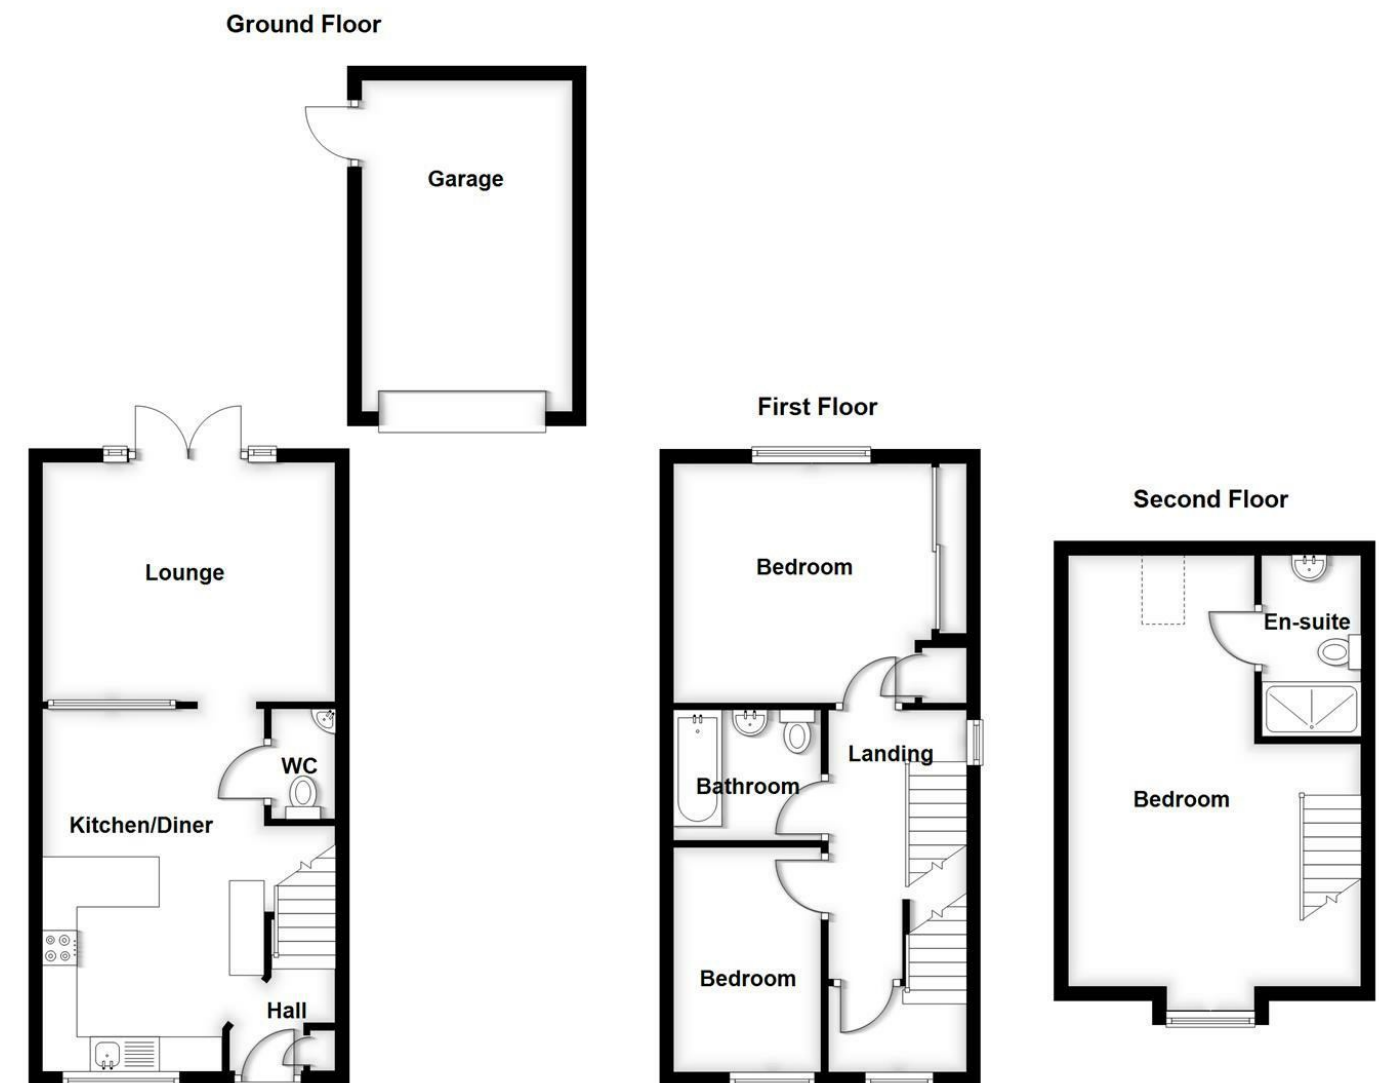 Ground Floor
Garage
Lounge
WC
Kitchen/Diner
Hall
First Floor
Bedroom
Landing
Bathroom
Bedroom
Second Floor
En-suite
Bedroom